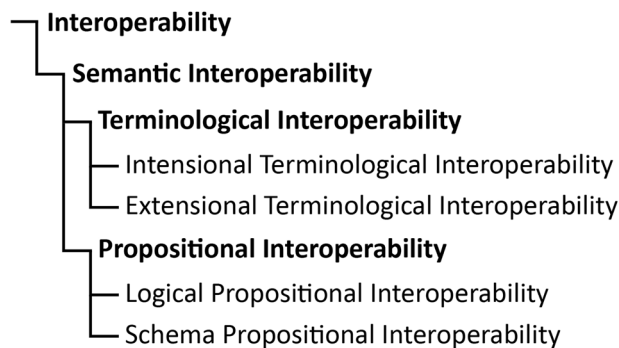 Interoperability
Semantic Interoperability
Terminological Interoperability
Intensional Terminological Interoperability
Extensional Terminological Interoperability
Propositional Interoperability
Logical Propositional Interoperability
Schema Propositional Interoperability